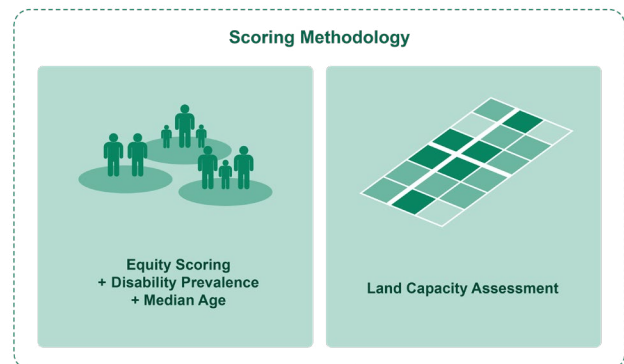 Scoring Methodology
Equity Scoring
+ Disability Prevalence
+ Median Age
Land Capacity Assessment